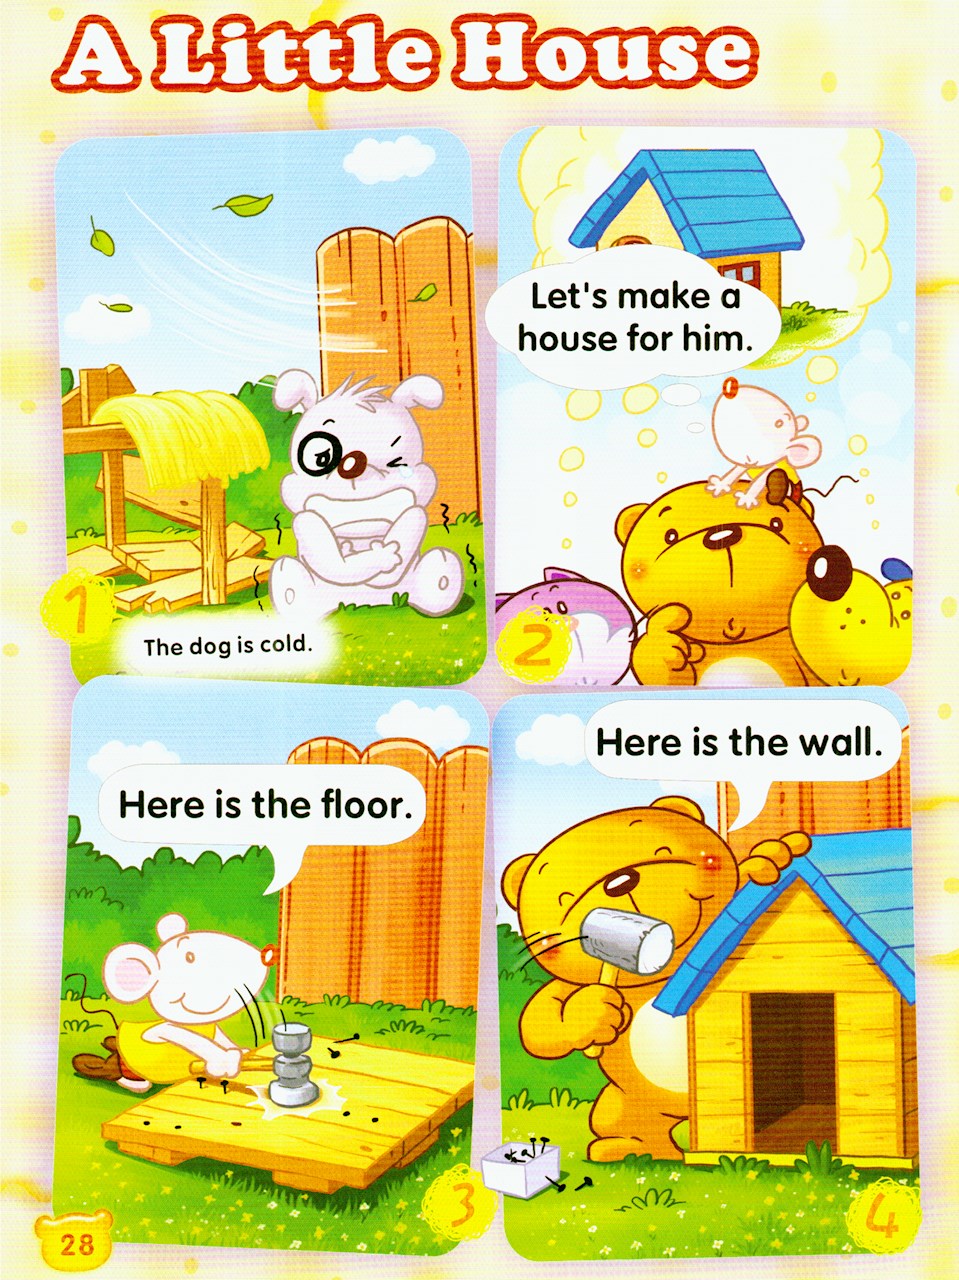 A Little House
1
The dog is cold.
Let's make a
house for him.
2
Here is the floor.
3
Here is the wall.
4
28